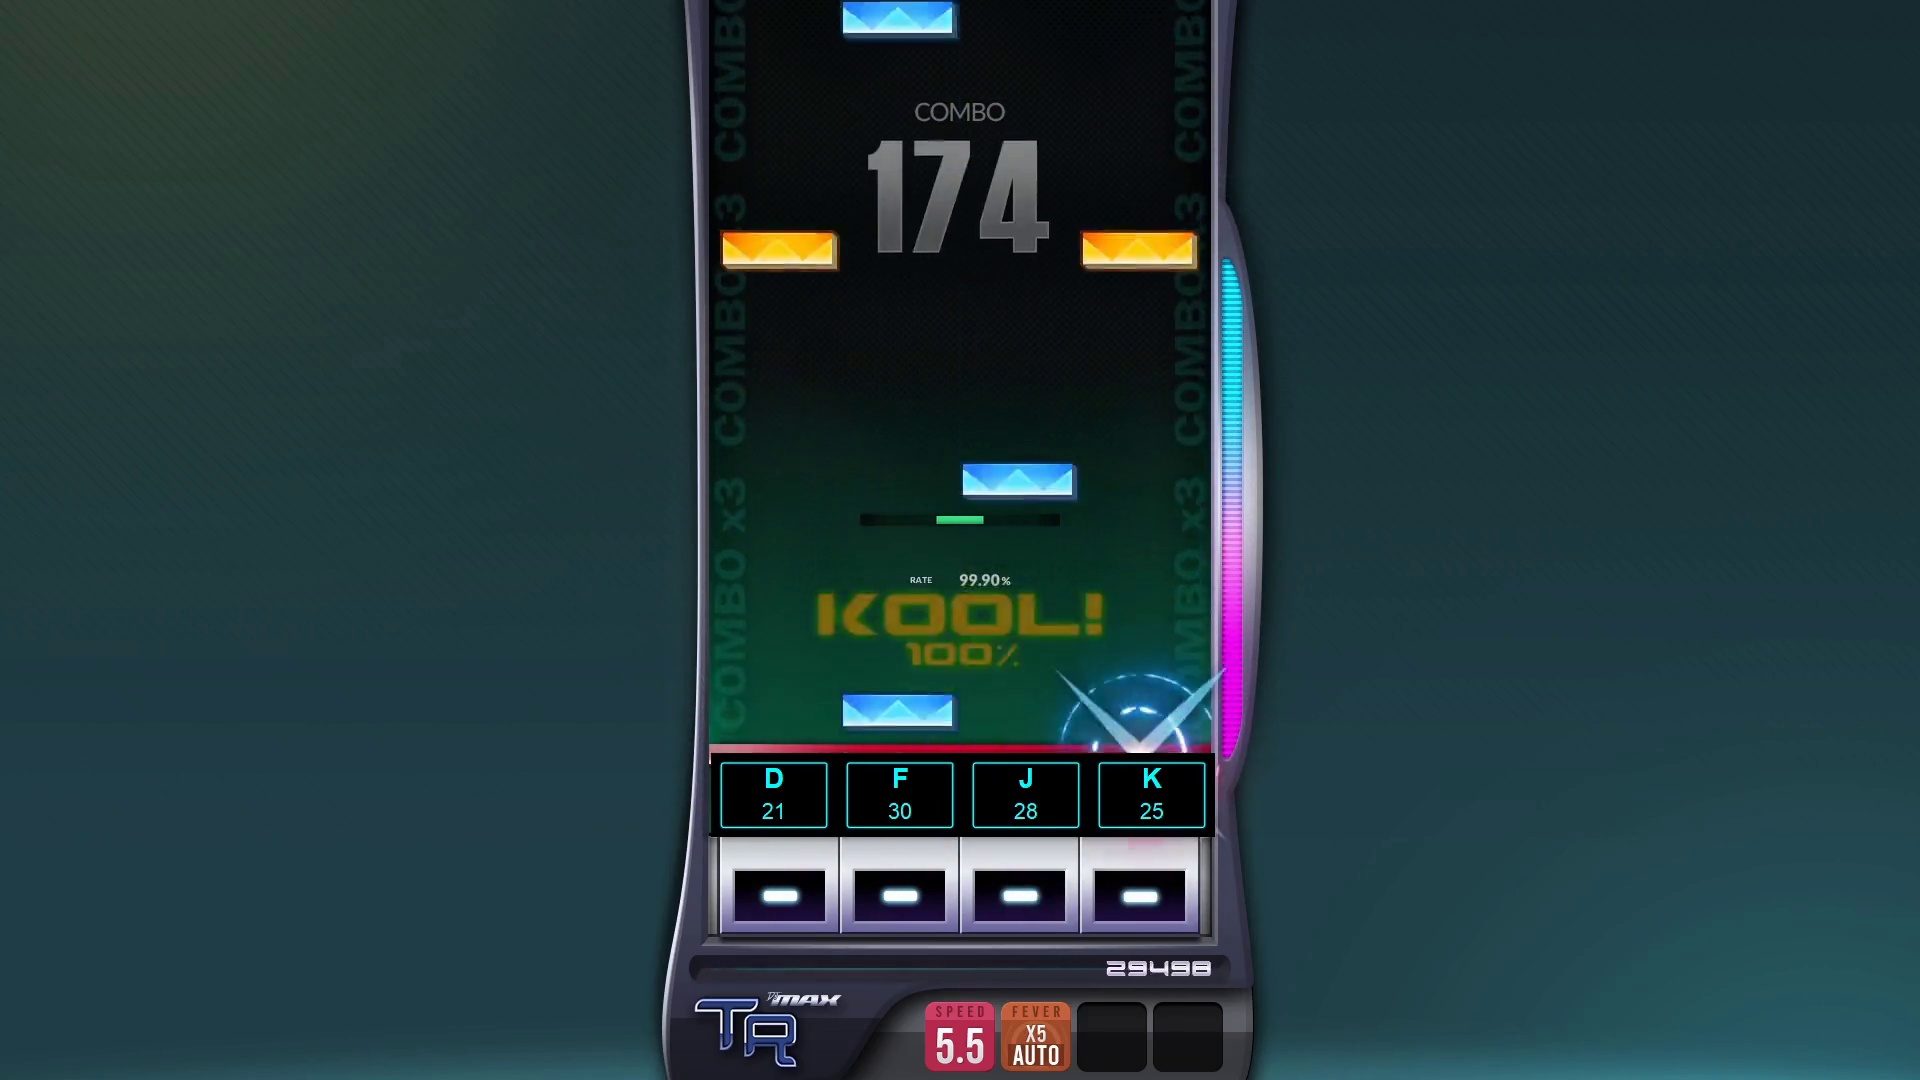 COMBO
174
COMBO x3 COMBO x3 COMBO
COMBO x3 COMBO x3 COMBO
RATE 99.90%
KOOL!
100%
D F J K
21 30 28 25
29498
TR DJMAX
SPEED FEVER
5.5 X5
AUTO